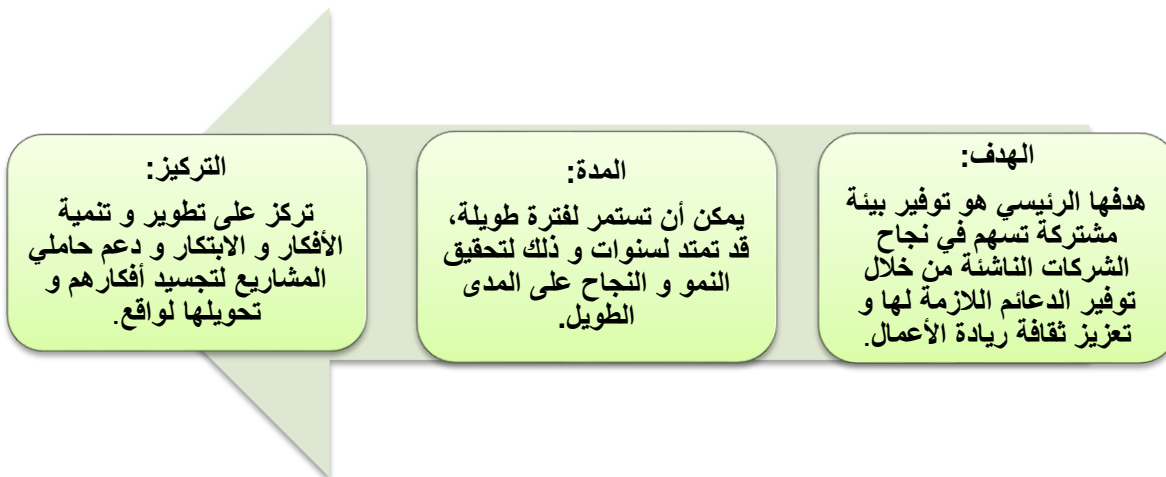 الهدف:
هدفها الرئيسي هو توفير بيئة
مشتركة تسهم في نجاح
الشركات الناشئة من خلال
توفير الدعائم اللازمة لها و
تعزيز ثقافة ريادة الأعمال.
المدة:
يمكن أن تستمر لفترة طويلة،
قد تمتد لسنوات و ذلك لتحقيق
النمو و النجاح على المدى
الطويل.
التركيز:
تركز على تطوير و تنمية
الأفكار و الابتكار و دعم حاملي
المشاريع لتجسيد أفكارهم و
تحويلها لواقع.